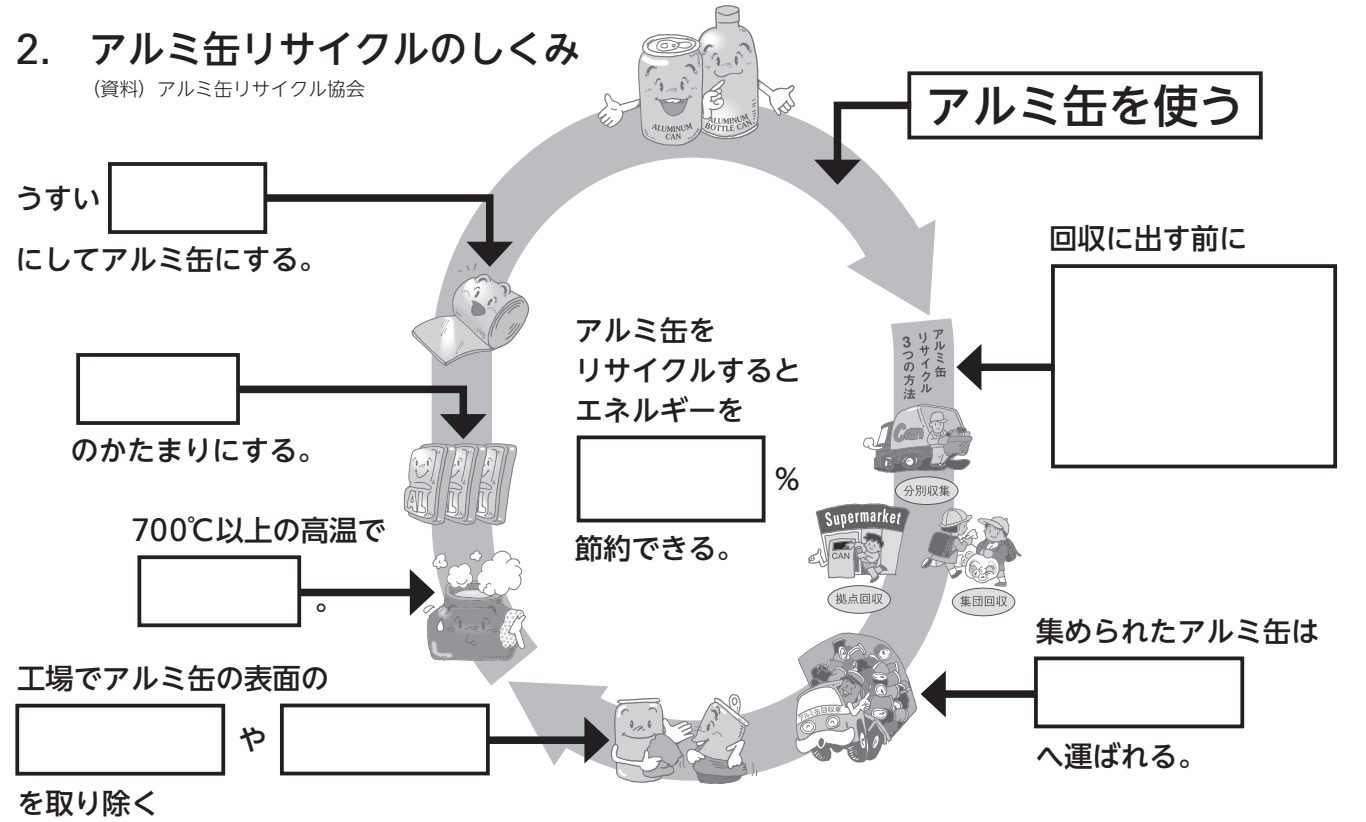 2. アルミ缶リサイクルのしくみ
(資料) アルミ缶リサイクル協会
ALUMINUM
CAN
ALUMINUM
BOTTLE CAN
アルミ缶を使う
回収に出す前に
アルミ缶
リサイクル
3つの方法
Can
分別収集
Supermarket
CAN
拠点回収
集団回収
集められたアルミ缶は
へ運ばれる。
アルミ缶回収車
工場でアルミ缶の表面の
や
を取り除く
700℃以上の高温で
。
AL
のかたまりにする。
うすい
にしてアルミ缶にする。
アルミ缶を
リサイクルすると
エネルギーを
%
節約できる。